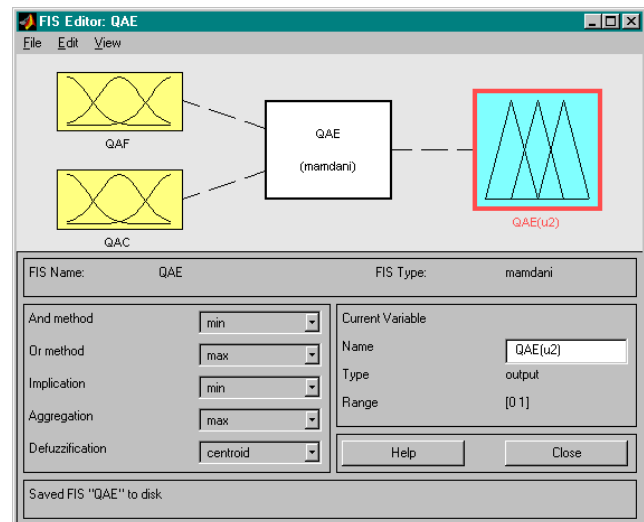 FIS Editor: QAE
File Edit View
QAF
QAE
(mamdani)
QAC
QAE(u2)
FIS Name: QAE FIS Type: mamdani
And method min
Or method max
Implication min
Aggregation max
Defuzzification centroid
Current Variable
Name QAE(u2)
Type output
Range [0 1]
Help Close
Saved FIS "QAE" to disk